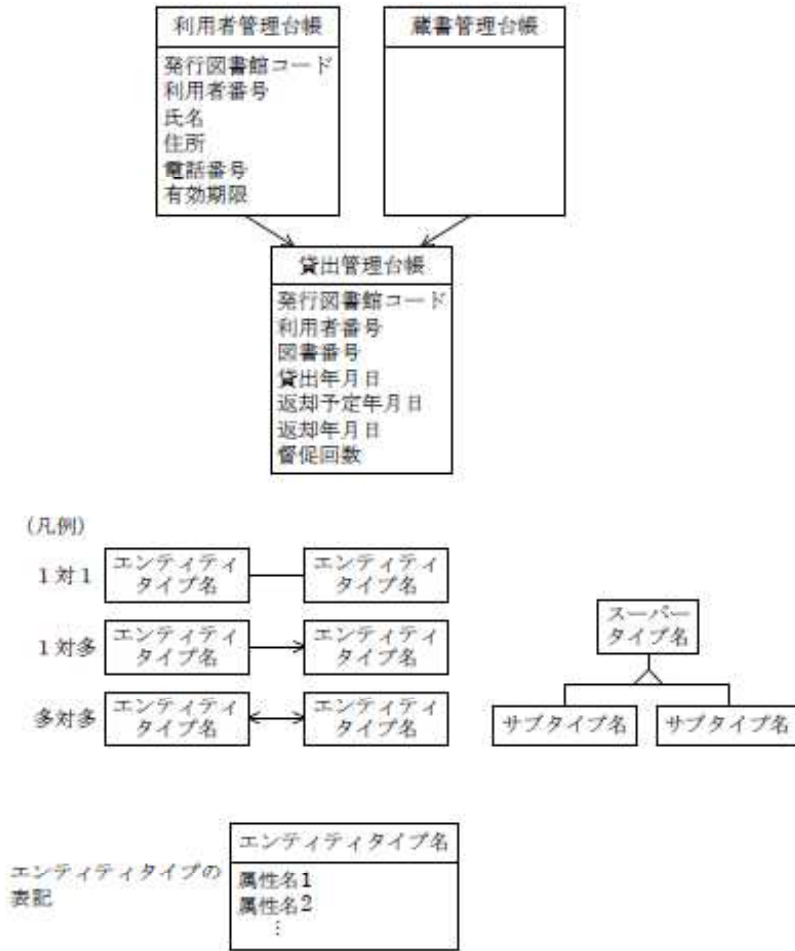 利用者管理台帳
発行図書館コード
利用者番号
氏名
住所
電話番号
有効期限
蔵書管理台帳
貸出管理台帳
発行図書館コード
利用者番号
図書番号
貸出年月日
返却予定年月日
返却年月日
督促回数
(凡例)
1対1
エンティティ
タイプ名
エンティティ
タイプ名
1対多
エンティティ
タイプ名
エンティティ
タイプ名
多対多
エンティティ
タイプ名
エンティティ
タイプ名
スーパー
タイプ名
サブタイプ名
サブタイプ名
エンティティタイプの
表記
エンティティタイプ名
属性名1
属性名2
⋮